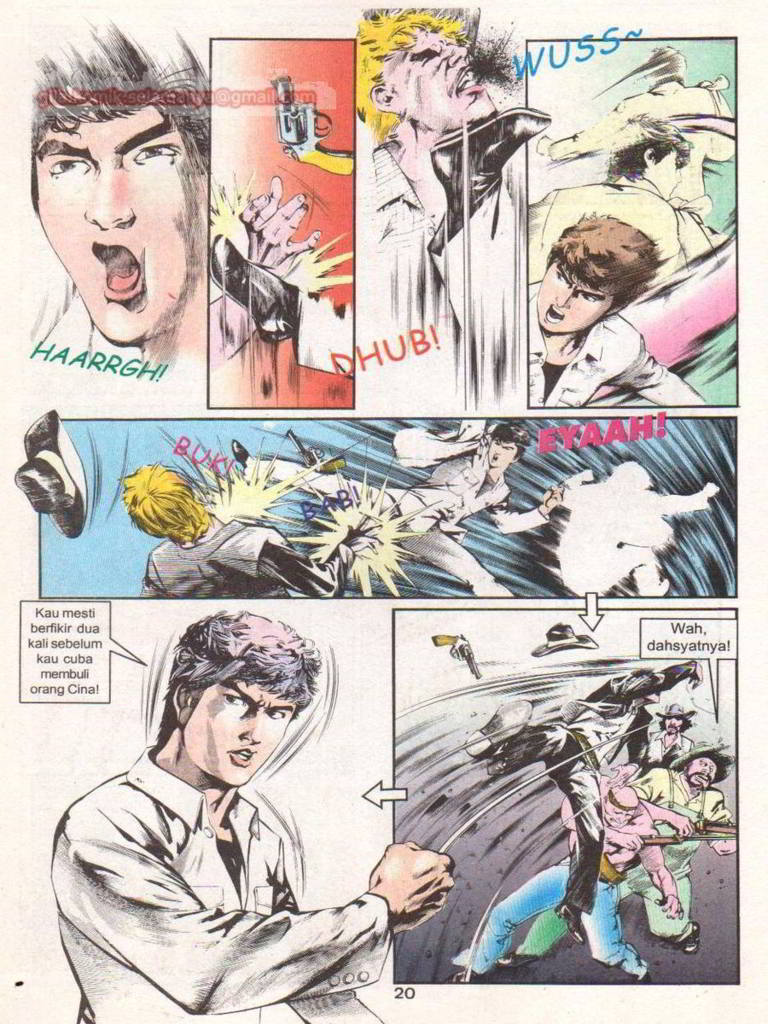 HAARRGH!
DHUB!
WUSS~
BUK!
BAB!
EYAAH!
Wah,
dahsyatnya!
Kau mesti
berfikir dua
kali sebelum
kau cuba
membuli
orang Cina!
20